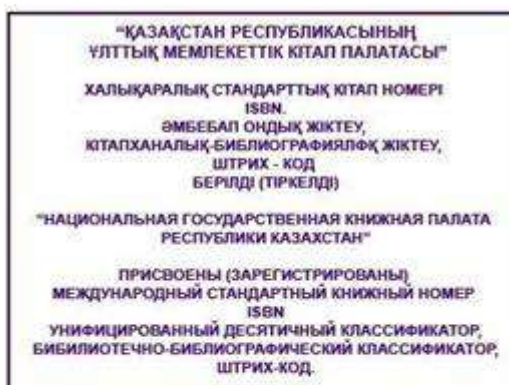 “ҚАЗАҚСТАН РЕСПУБЛИКАСЫНЫҢ
ҰЛТТЫҚ МЕМЛЕКЕТТІК КІТАП ПАЛАТАСЫ”
ХАЛЫҚАРАЛЫҚ СТАНДАРТТЫҚ КІТАП НОМЕРІ
ISBN.
ӘМБЕБАП ОНДЫҚ ЖІКТЕУ,
КІТАПХАНАЛЫҚ-БИБЛИОГРАФИЯЛФҚ ЖІКТЕУ,
ШТРИХ - КОД
БЕРІЛДІ (ТІРКЕЛДІ)
“НАЦИОНАЛЬНАЯ ГОСУДАРСТВЕННАЯ КНИЖНАЯ ПАЛАТА
РЕСПУБЛИКИ КАЗАХСТАН”
ПРИСВОЕНЫ (ЗАРЕГИСТРИРОВАНЫ)
МЕЖДУНАРОДНЫЙ СТАНДАРТНЫЙ КНИЖНЫЙ НОМЕР
ISBN
УНИФИЦИРОВАННЫЙ ДЕСЯТИЧНЫЙ КЛАССИФИКАТОР,
БИБИЛИОТЕЧНО-БИБЛИОГРАФИЧЕСКИЙ КЛАССИФИКАТОР,
ШТРИХ-КОД.